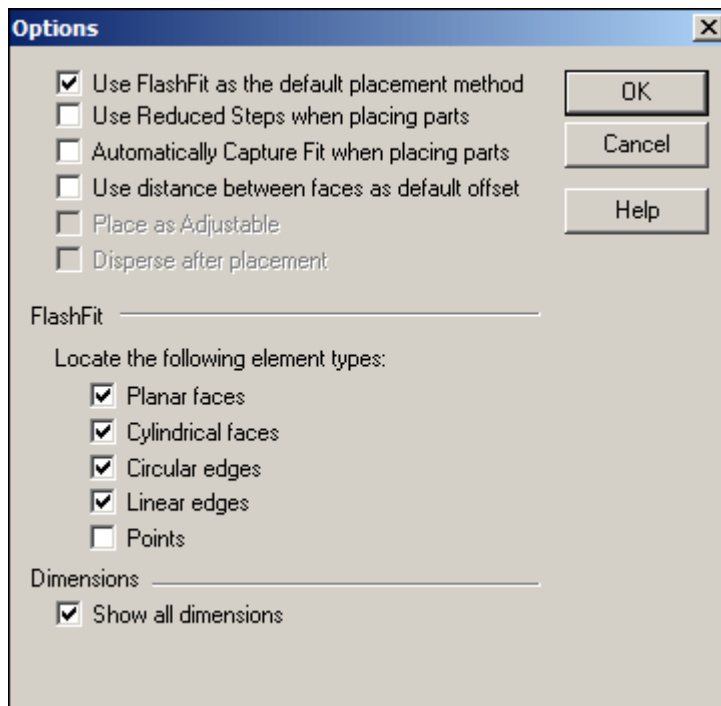 Options
Use FlashFit as the default placement method
Use Reduced Steps when placing parts
Automatically Capture Fit when placing parts
Use distance between faces as default offset
Place as Adjustable
Disperse after placement
OK
Cancel
Help
FlashFit
Locate the following element types:
Planar faces
Cylindrical faces
Circular edges
Linear edges
Points
Dimensions
Show all dimensions